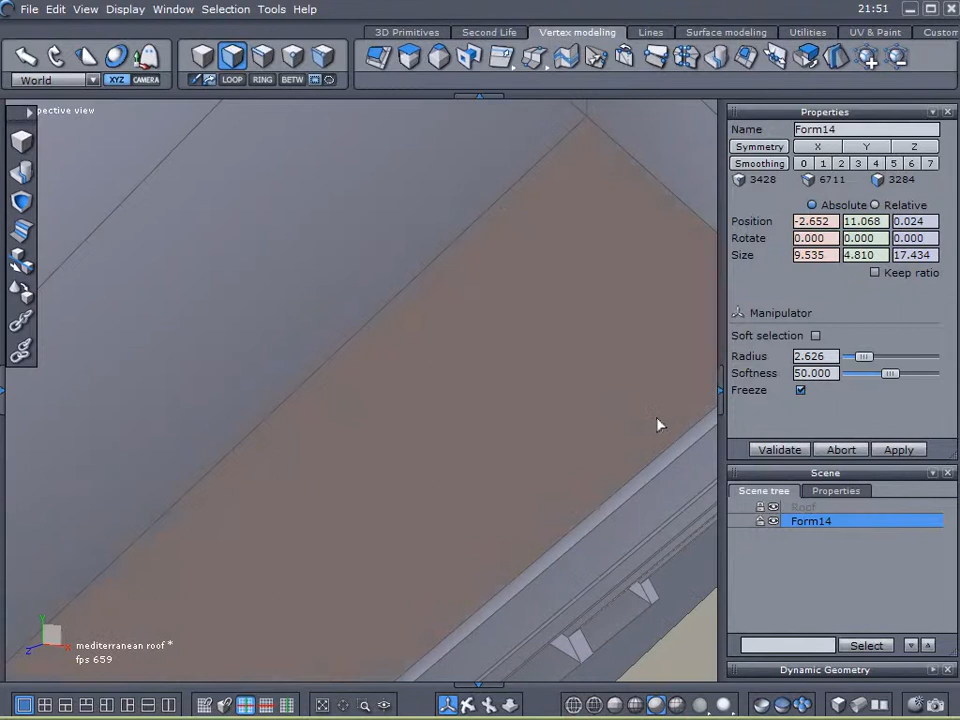 File Edit View Display Window Selection Tools Help 21:51
3D Primitives Second Life Vertex modeling Lines Surface modeling Utilities UV & Paint Custom
World XYZ CAMERA LOOP RING BETW
pective view
Properties
Name Form14
Symmetry X Y Z
Smoothing 0 1 2 3 4 5 6 7
3428 6711 3284
Absolute Relative
Position -2.652 11.068 0.024
Rotate 0.000 0.000 0.000
Size 9.535 4.810 17.434
Keep ratio
Manipulator
Soft selection
Radius 2.626
Softness 50.000
Freeze
Validate Abort Apply
Scene
Scene tree Properties
Roof
Form14
Select
Dynamic Geometry
Y
Z X
mediterranean roof *
fps 659